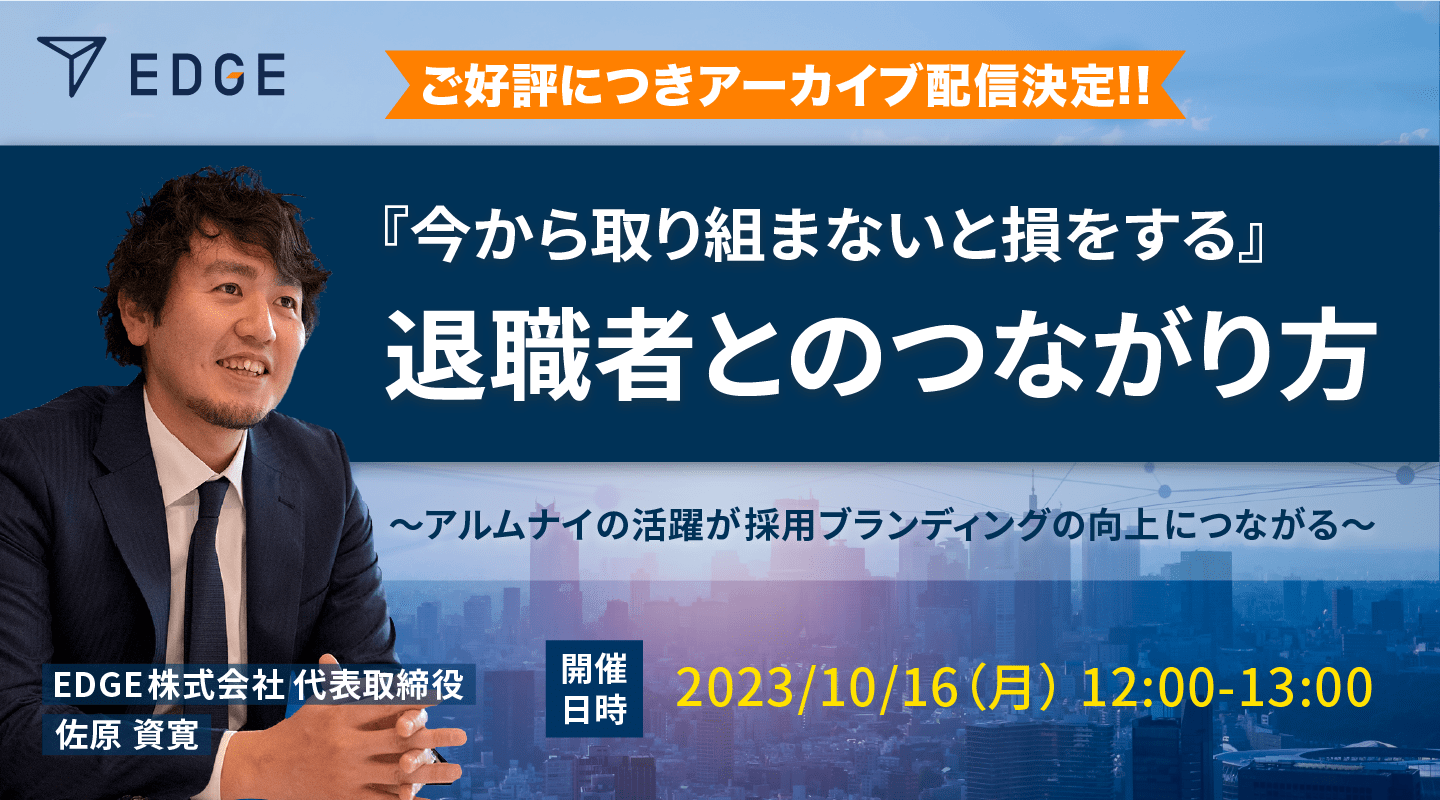 EDGE
ご好評につきアーカイブ配信決定!!
『今から取り組まないと損をする』
退職者とのつながり方
～アルムナイの活躍が採用ブランディングの向上につながる～
EDGE株式会社 代表取締役
佐原 資寛
開催
日時
2023/10/16（月） 12:00-13:00